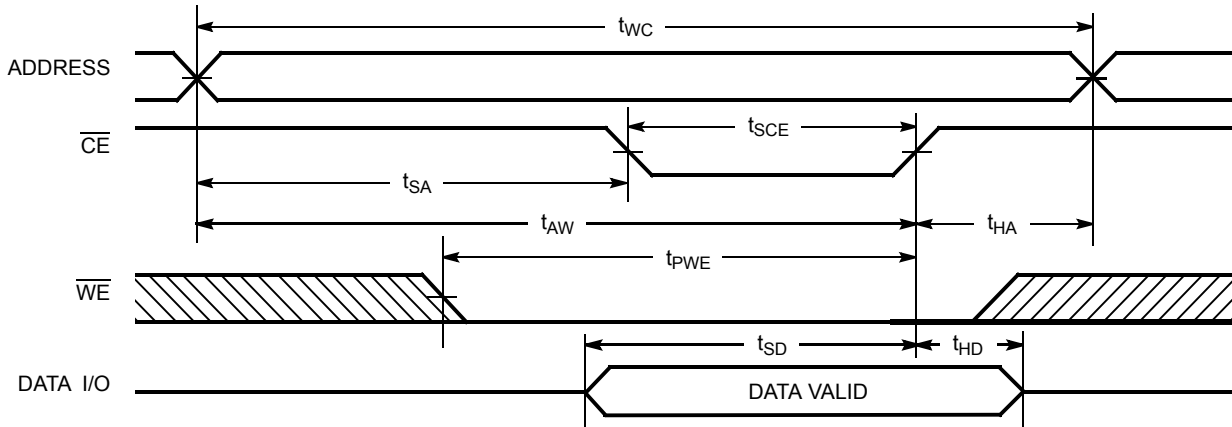 tWC
ADDRESS
CE
tSCE
tSA
tAW
tHA
tPWE
WE
tSD
tHD
DATA I/O
DATA VALID